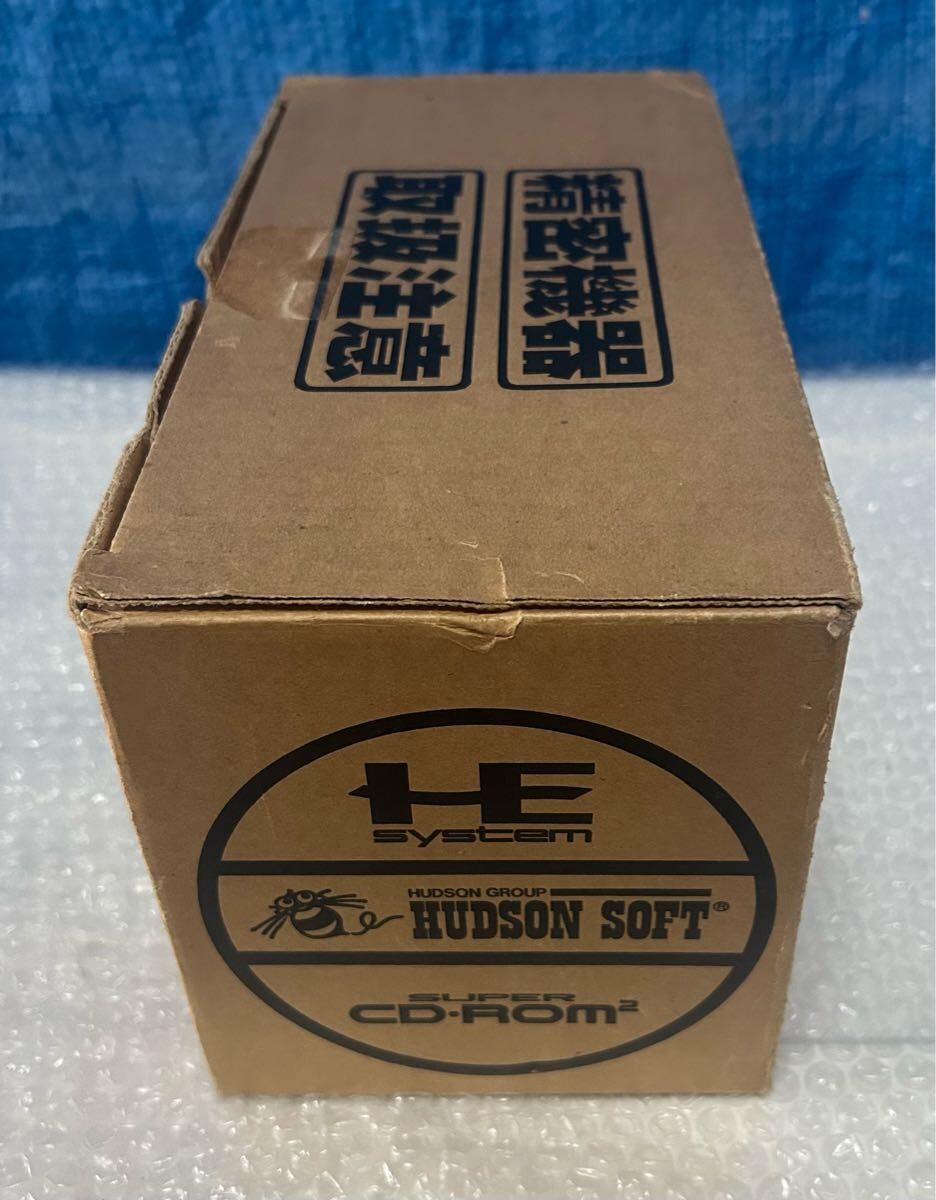 精密機器
取扱注意
HE
system
HUDSON GROUP
HUDSON SOFT®
SUPER
CD·ROM²